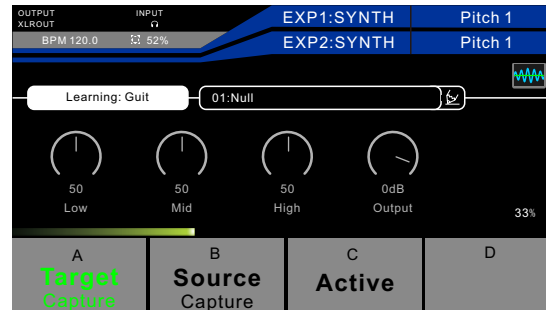 OUTPUT
XLROUT
INPUT
EXP1:SYNTH
Pitch 1
BPM 120.0
52%
EXP2:SYNTH
Pitch 1
Learning: Guit
01:Null
50
50
50
0dB
Low
Mid
High
Output
33%
A
B
C
D
Target
Capture
Source
Capture
Active